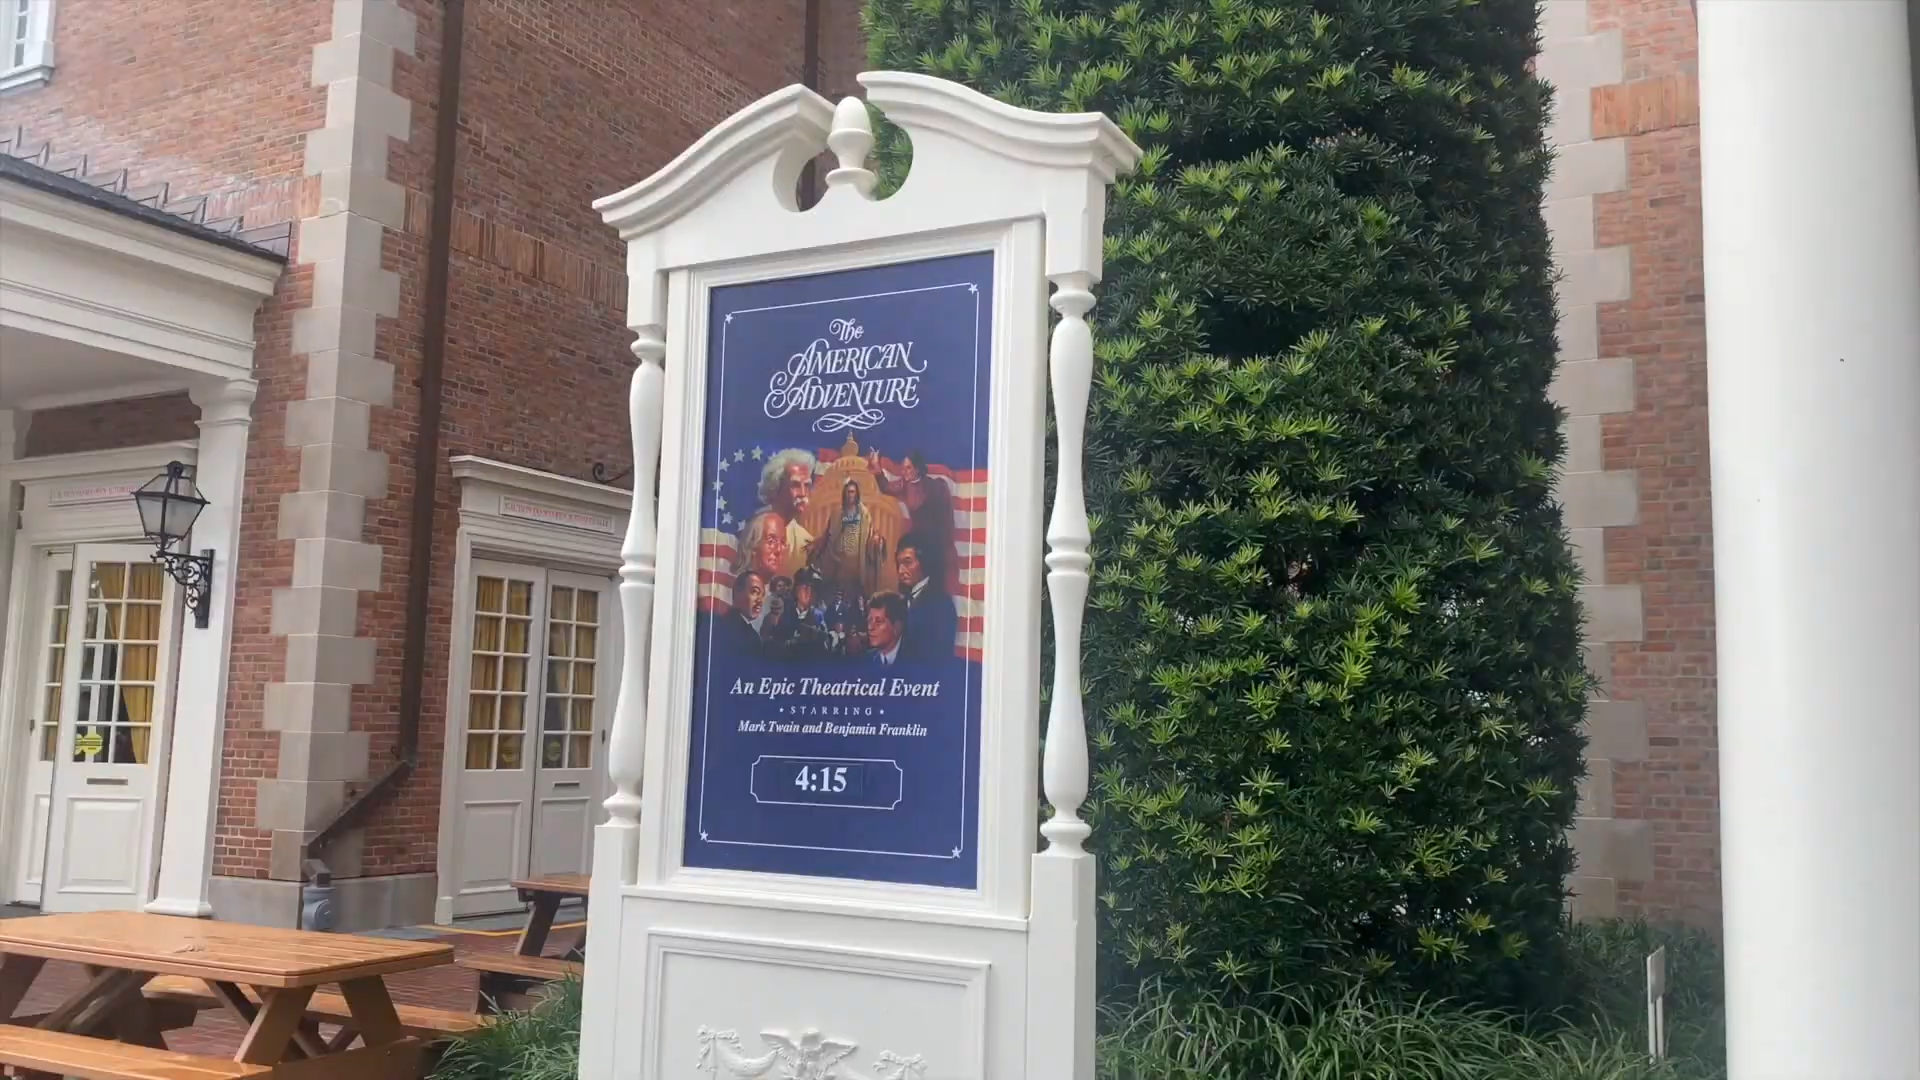 The
AMERICAN
ADVENTURE
An Epic Theatrical Event
• STARRING •
Mark Twain and Benjamin Franklin
4:15